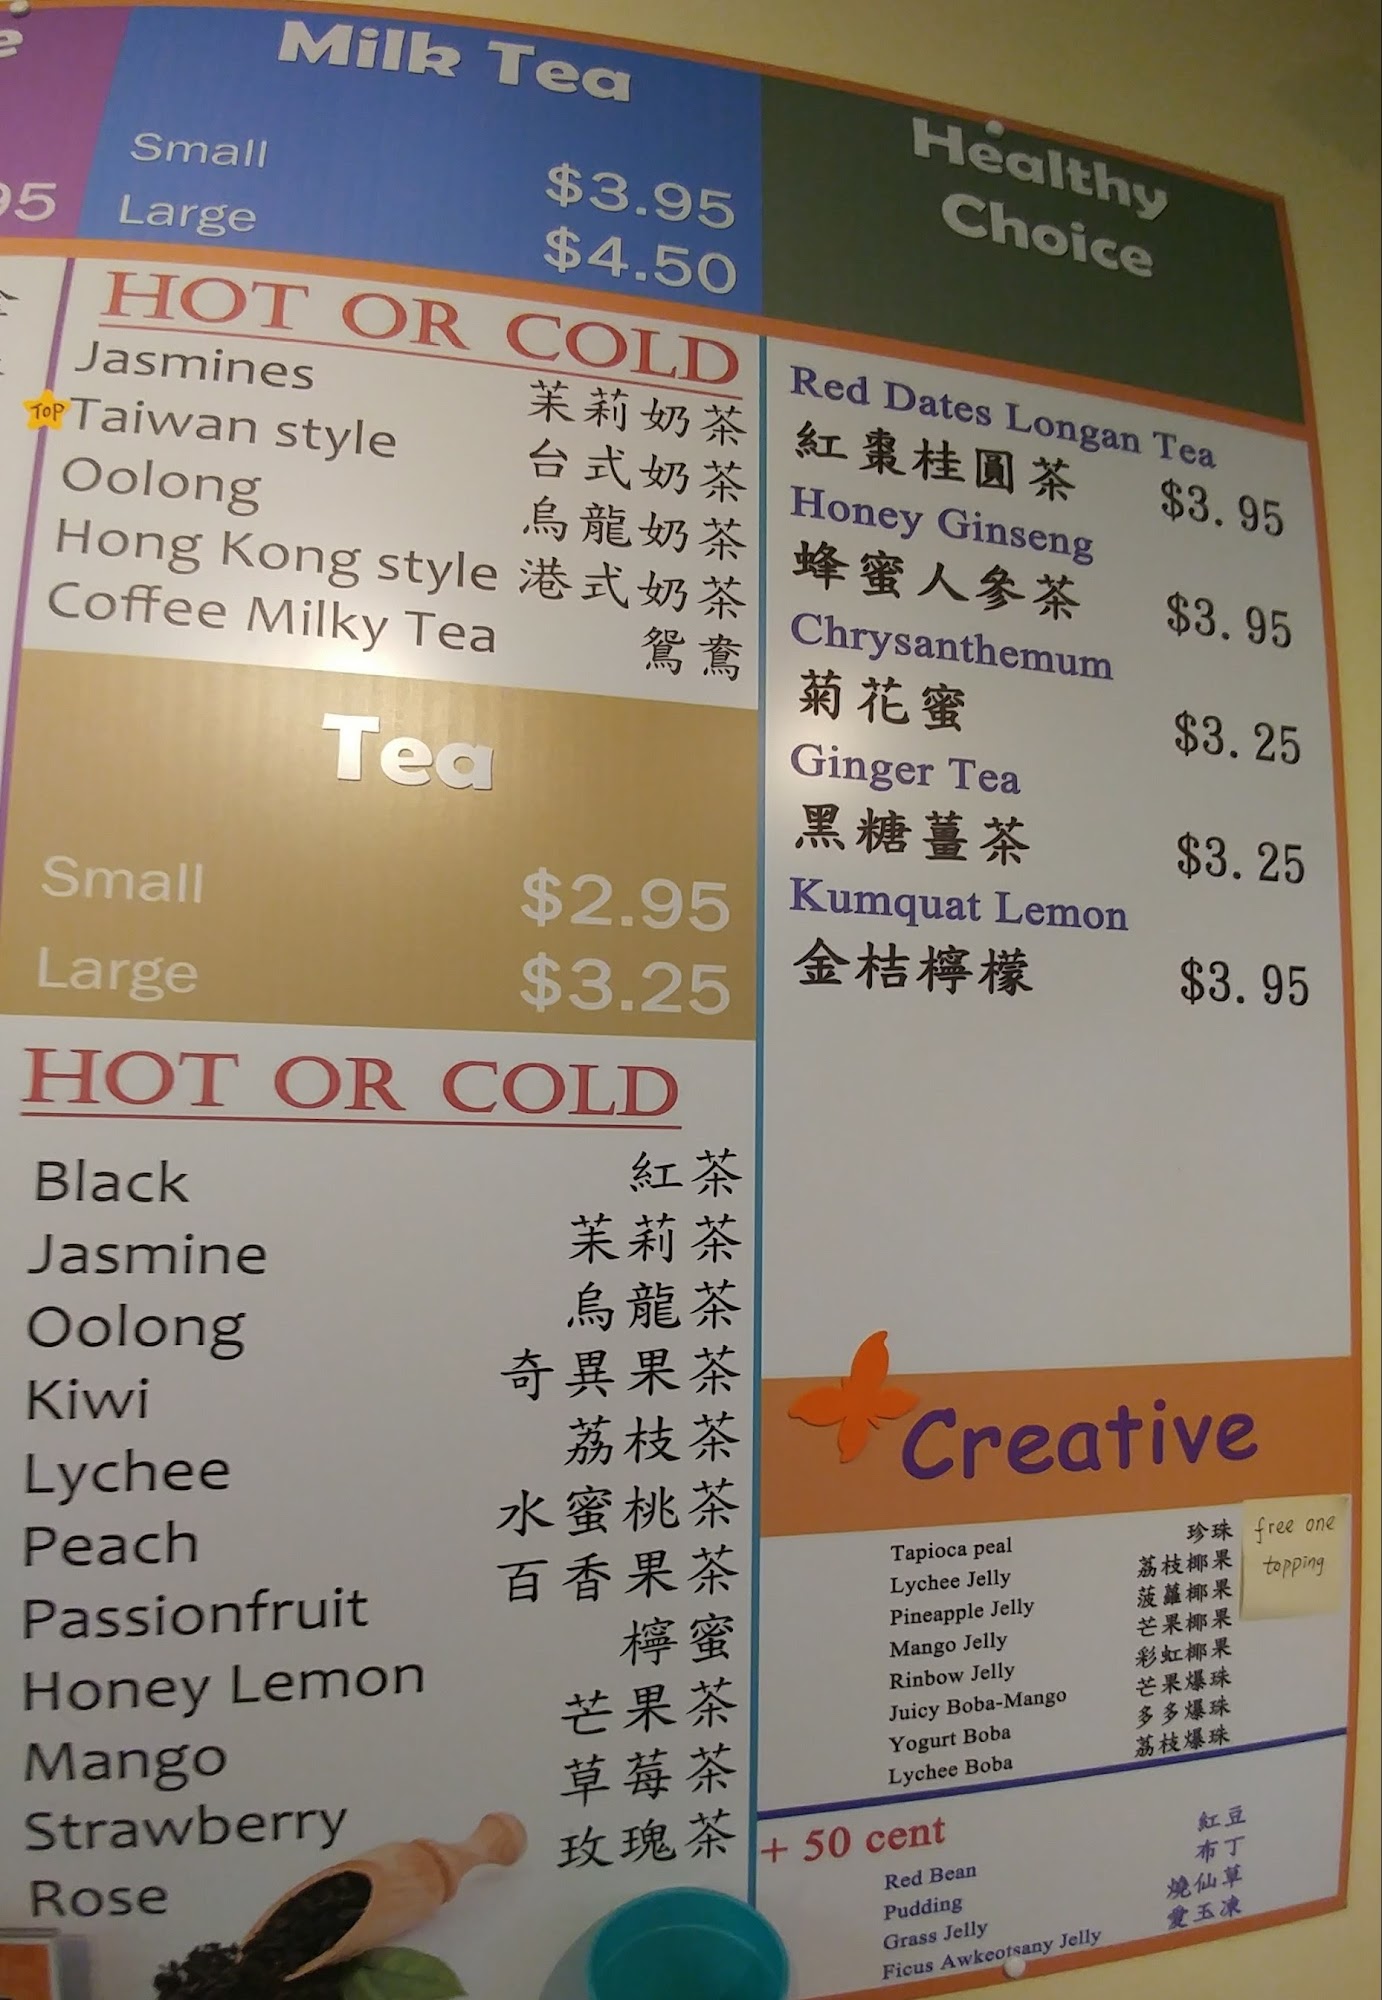 e
95
Milk Tea
Small $3.95
Large $4.50
HOT OR COLD
Jasmines 茉莉奶茶
TOP Taiwan style 台式奶茶
Oolong 烏龍奶茶
Hong Kong style 港式奶茶
Coffee Milky Tea 鴛鴦
Tea
Small $2.95
Large $3.25
HOT OR COLD
Black 紅茶
Jasmine 茉莉茶
Oolong 烏龍茶
Kiwi 奇異果茶
Lychee 荔枝茶
Peach 水蜜桃茶
Passionfruit 百香果茶
Honey Lemon 檸蜜
Mango 芒果茶
Strawberry 草莓茶
Rose 玫瑰茶
Healthy
Choice
Red Dates Longan Tea
紅棗桂圓茶 $3.95
Honey Ginseng
蜂蜜人參茶 $3.95
Chrysanthemum
菊花蜜 $3.25
Ginger Tea
黑糖薑茶 $3.25
Kumquat Lemon
金桔檸檬 $3.95
Creative
free one
topping
Tapioca peal 珍珠
Lychee Jelly 荔枝椰果
Pineapple Jelly 菠蘿椰果
Mango Jelly 芒果椰果
Rinbow Jelly 彩虹椰果
Juicy Boba-Mango 芒果爆珠
Yogurt Boba 多多爆珠
Lychee Boba 荔枝爆珠
+ 50 cent
Red Bean 紅豆
Pudding 布丁
Grass Jelly 燒仙草
Ficus Awkeotsany Jelly 愛玉凍